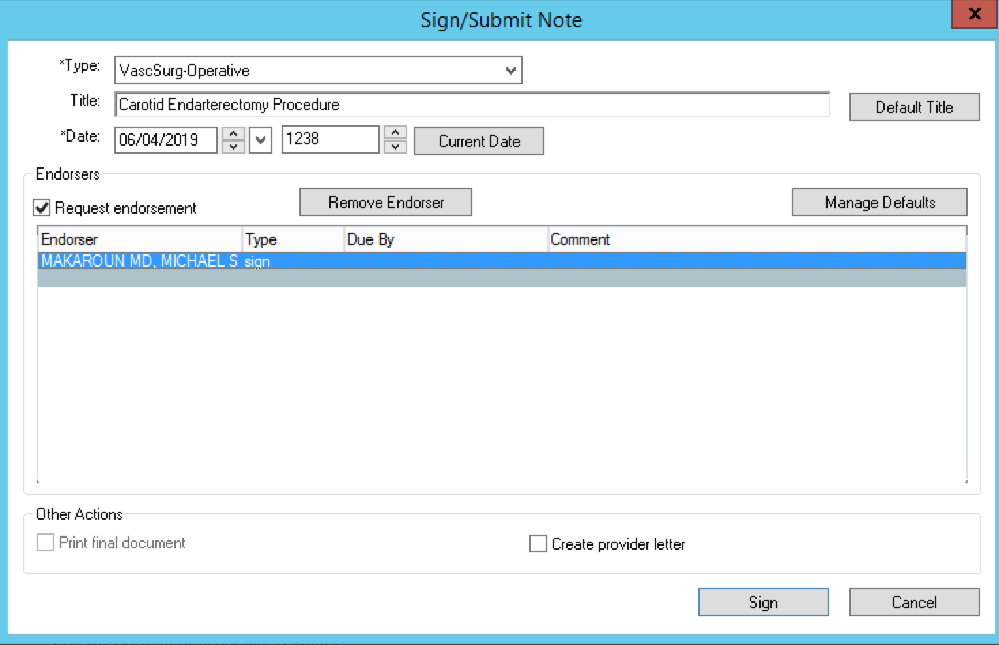 Sign/Submit Note
X
*Type: VascSurg-Operative
Title: Carotid Endarterectomy Procedure Default Title
*Date: 06/04/2019 1238 Current Date
Endorsers
Request endorsement Remove Endorser Manage Defaults
Endorser Type Due By Comment
MAKAROUN MD, MICHAEL S sign
Other Actions
Print final document Create provider letter
Sign Cancel